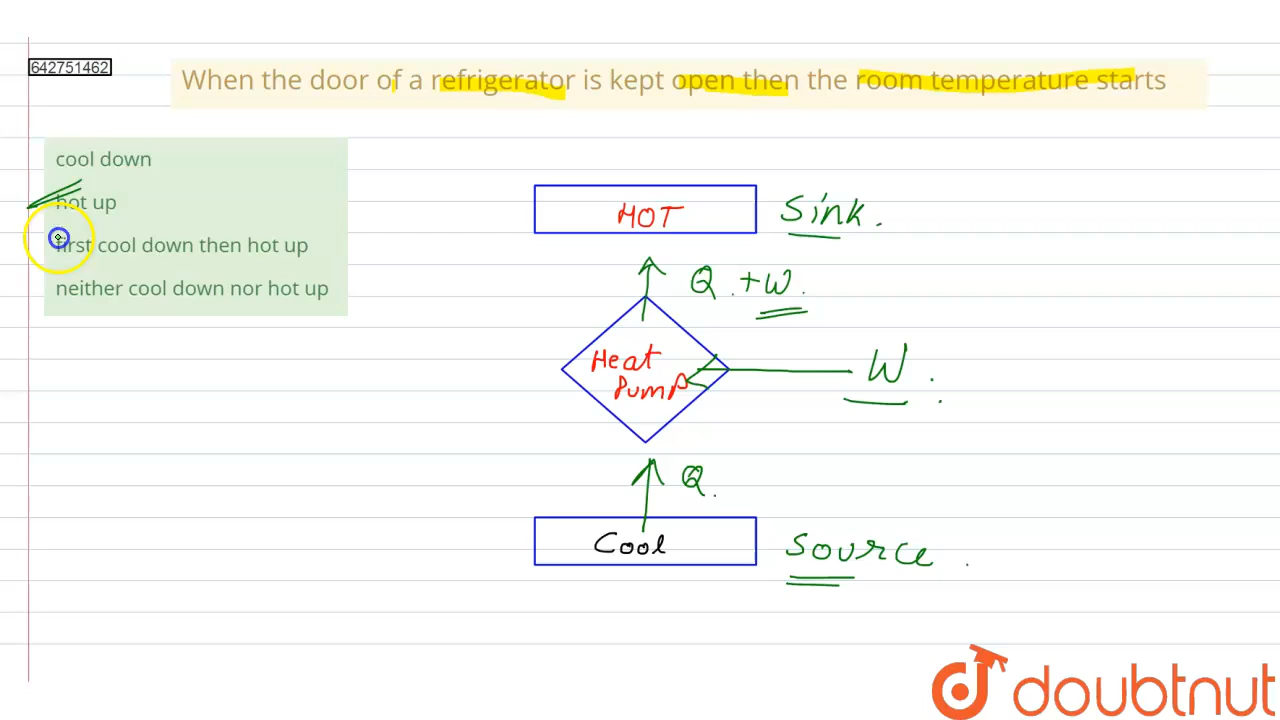 642751462
When the door of a refrigerator is kept open then the room temperature starts
cool down
hot up
first cool down then hot up
neither cool down nor hot up
HOT
Sink.
Q + W.
Heat
Pump
W.
Q.
Cool
Source.
doubtnut